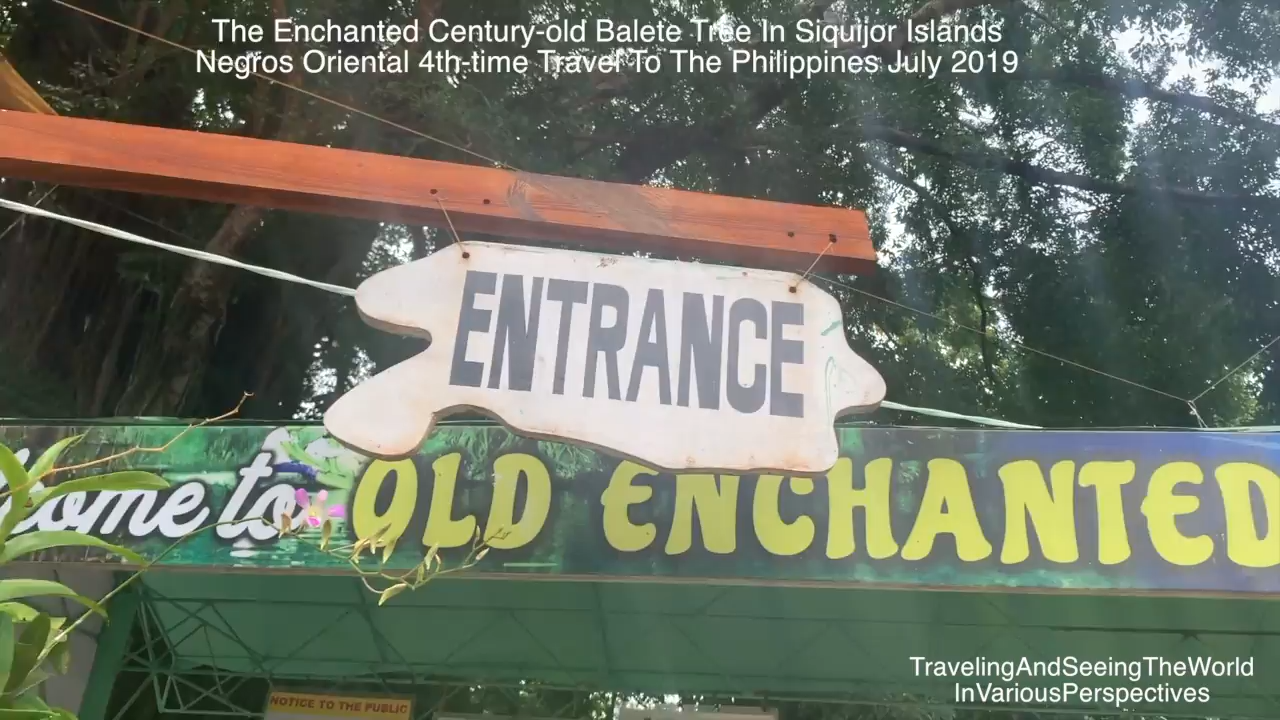 The Enchanted Century-old Balete Tree In Siquijor Islands
Negros Oriental 4th-time Travel To The Philippines July 2019
ENTRANCE
come to OLD ENCHANTED
NOTICE TO THE PUBLIC
TravelingAndSeeingTheWorld
InVariousPerspectives